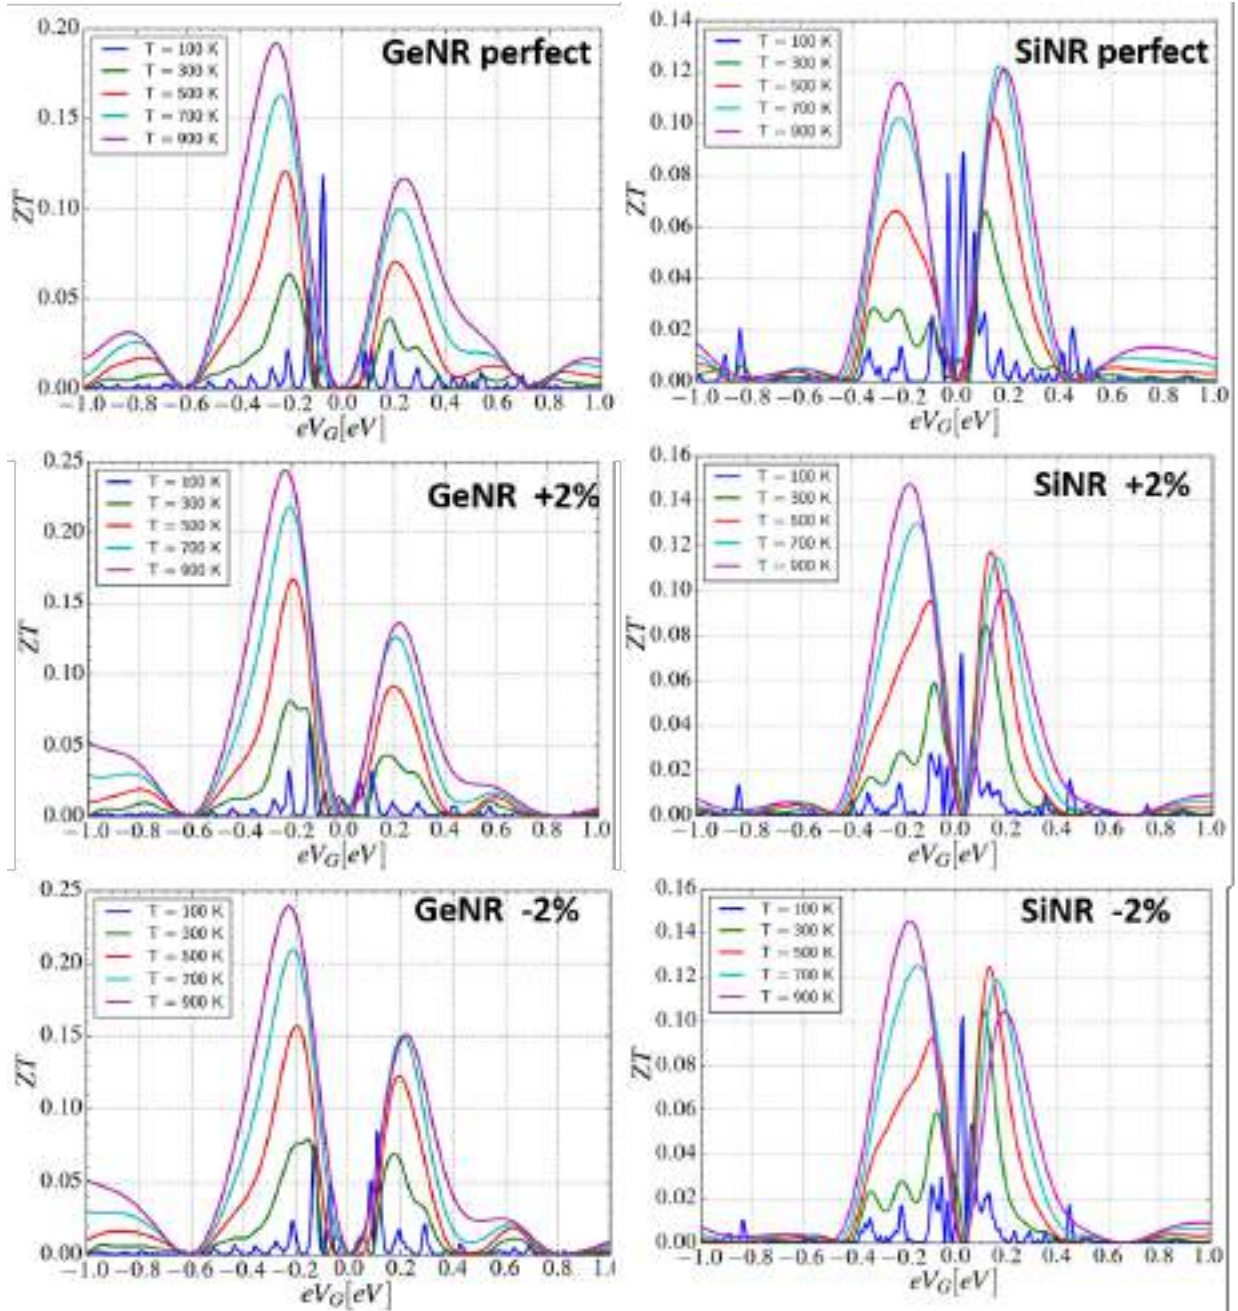 GeNR perfect
T = 100 K
T = 300 K
T = 500 K
T = 700 K
T = 900 K
0.20
0.15
0.10
0.05
0.00
ZT
−1.0 −0.8 −0.6 −0.4 −0.2 0.0 0.2 0.4 0.6 0.8 1.0
eV_G[eV]
SiNR perfect
T = 100 K
T = 300 K
T = 500 K
T = 700 K
T = 900 K
0.14
0.12
0.10
0.08
0.06
0.04
0.02
0.00
ZT
−1.0 −0.8 −0.6 −0.4 −0.2 0.0 0.2 0.4 0.6 0.8 1.0
eV_G[eV]
GeNR +2%
T = 100 K
T = 300 K
T = 500 K
T = 700 K
T = 900 K
0.25
0.20
0.15
0.10
0.05
0.00
ZT
−1.0 −0.8 −0.6 −0.4 −0.2 0.0 0.2 0.4 0.6 0.8 1.0
eV_G[eV]
SiNR +2%
T = 100 K
T = 300 K
T = 500 K
T = 700 K
T = 900 K
0.16
0.14
0.12
0.10
0.08
0.06
0.04
0.02
0.00
ZT
−1.0 −0.8 −0.6 −0.4 −0.2 0.0 0.2 0.4 0.6 0.8 1.0
eV_G[eV]
GeNR -2%
T = 100 K
T = 300 K
T = 500 K
T = 700 K
T = 900 K
0.25
0.20
0.15
0.10
0.05
0.00
ZT
−1.0 −0.8 −0.6 −0.4 −0.2 0.0 0.2 0.4 0.6 0.8 1.0
eV_G[eV]
SiNR -2%
T = 100 K
T = 300 K
T = 500 K
T = 700 K
T = 900 K
0.16
0.14
0.12
0.10
0.08
0.06
0.04
0.02
0.00
ZT
−1.0 −0.8 −0.6 −0.4 −0.2 0.0 0.2 0.4 0.6 0.8 1.0
eV_G[eV]